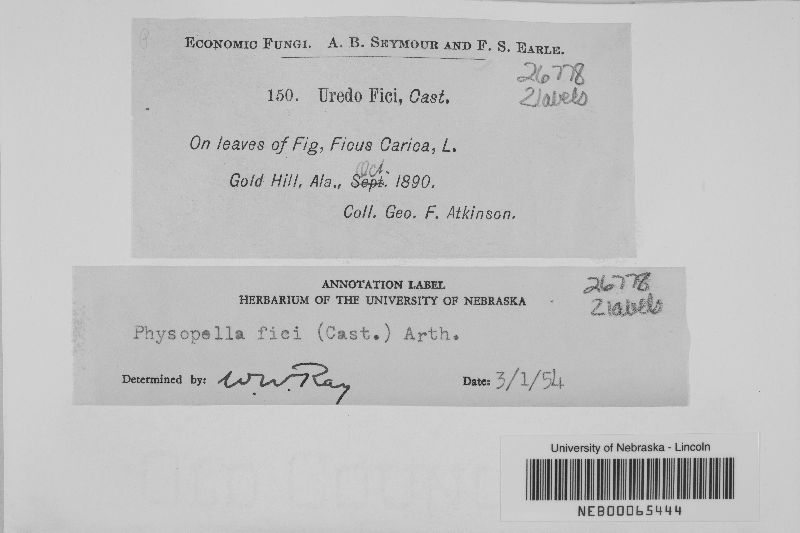 Economic Fungi. A. B. Seymour and F. S. Earle.
26778
2 labels
150. Uredo Fici, Cast.
On leaves of Fig, Ficus Carica, L.
Oct.
Gold Hill, Ala., Sept. 1890.
Coll. Geo. F. Atkinson.
ANNOTATION LABEL
HERBARIUM OF THE UNIVERSITY OF NEBRASKA
26778
2 labels
Physopella fici (Cast.) Arth.
Determined by: W.W. Ray Date: 3/1/54
University of Nebraska - Lincoln
NEB00065444